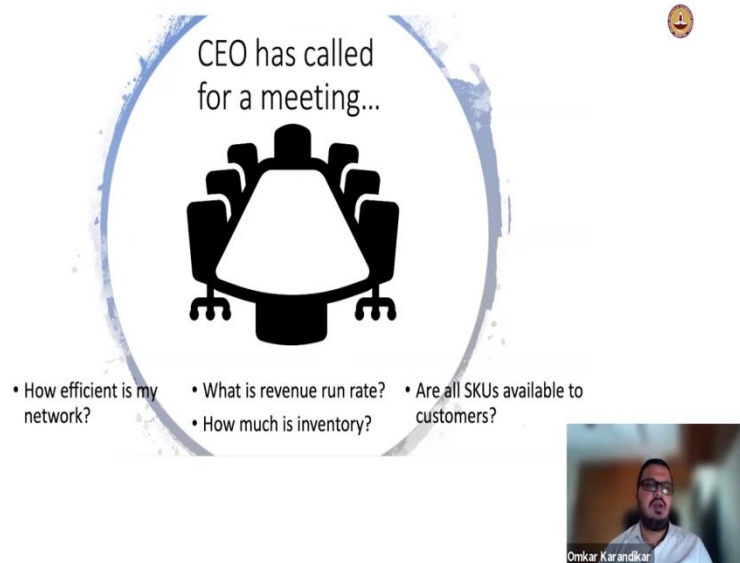 CEO has called
for a meeting...
• How efficient is my
network?
• What is revenue run rate?
• How much is inventory?
• Are all SKUs available to
customers?
Omkar Karandikar